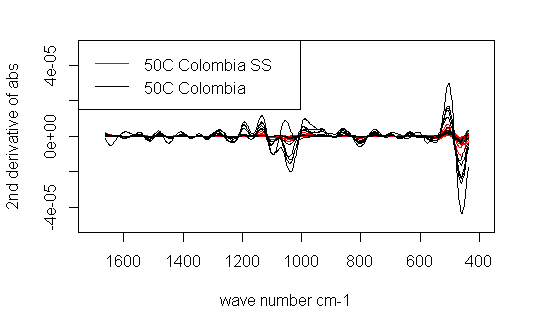 50C Colombia SS
50C Colombia
2nd derivative of abs
4e-05
0e+00
-4e-05
1600 1400 1200 1000 800 600 400
wave number cm-1